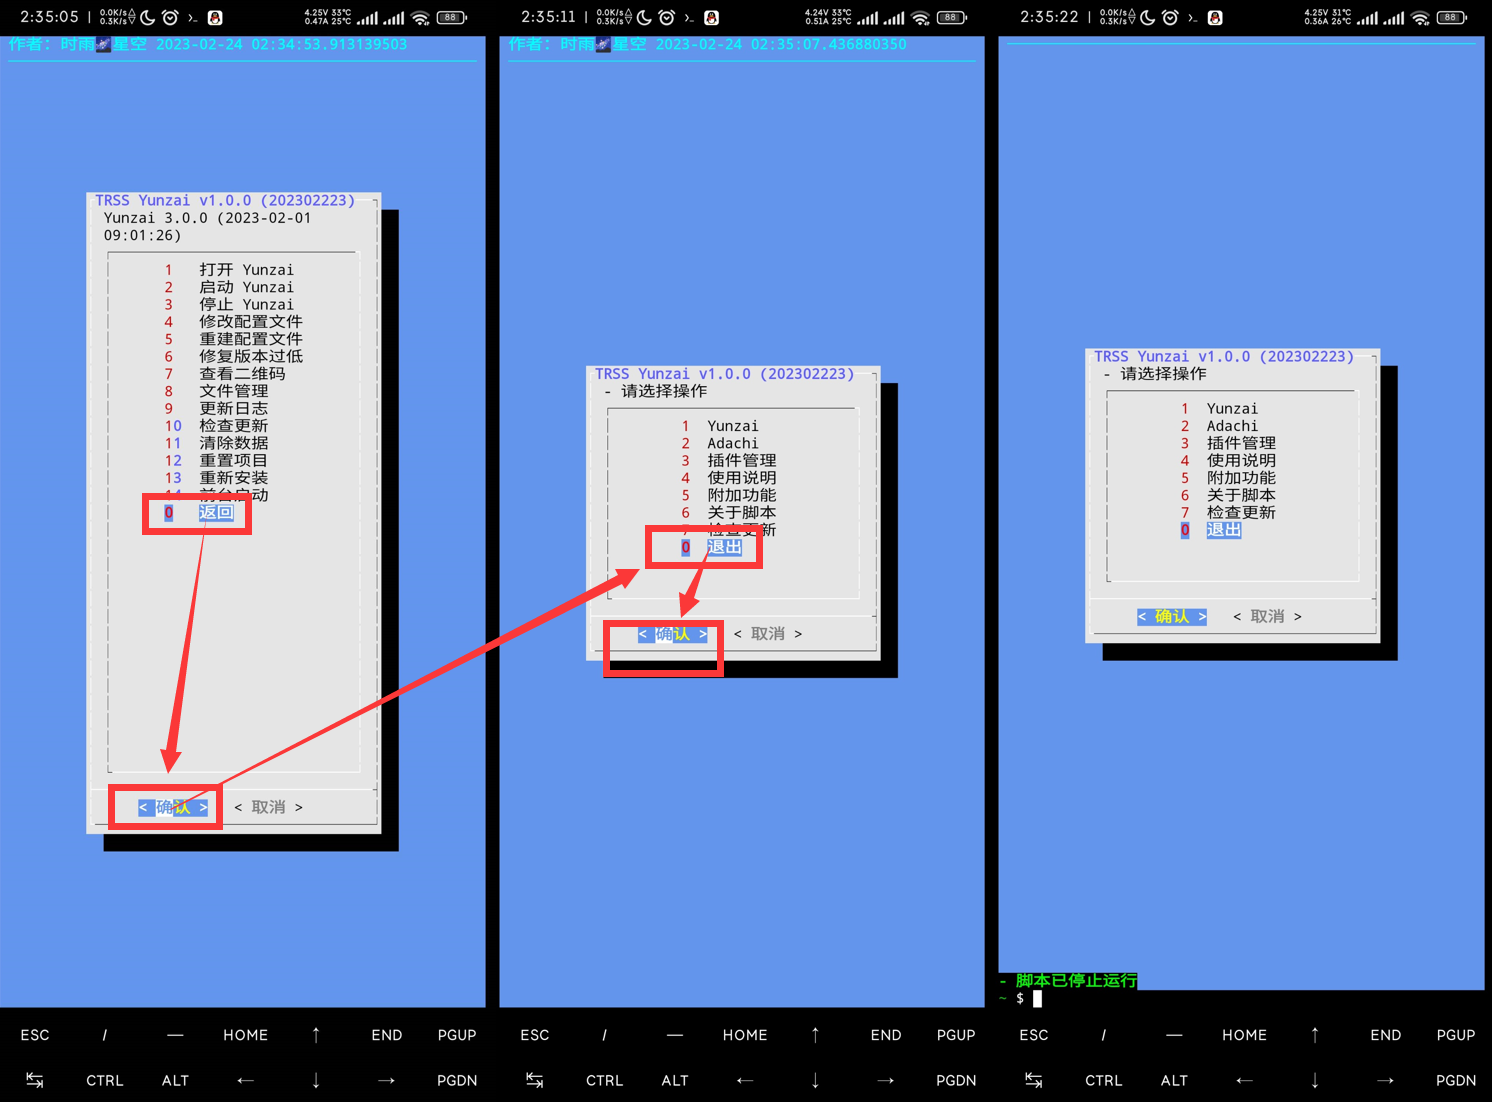 2:35:05 | 0.0K/s 0.3K/s 4.25V 33℃ 0.47A 25℃ 88
作者: 时雨🌌星空 2023-02-24 02:34:53.913139503
TRSS Yunzai v1.0.0 (202302223)
Yunzai 3.0.0 (2023-02-01
09:01:26)
1 打开 Yunzai
2 启动 Yunzai
3 停止 Yunzai
4 修改配置文件
5 重建配置文件
6 修复版本过低
7 查看二维码
8 文件管理
9 更新日志
10 检查更新
11 清除数据
12 重置项目
13 重新安装
14 前台启动
0 返回
< 确认 > < 取消 >
ESC / — HOME ↑ END PGUP
↹ CTRL ALT ← ↓ → PGDN
2:35:11 | 0.0K/s 0.3K/s 4.24V 33℃ 0.51A 25℃ 88
作者: 时雨🌌星空 2023-02-24 02:35:07.436880350
TRSS Yunzai v1.0.0 (202302223)
- 请选择操作
1 Yunzai
2 Adachi
3 插件管理
4 使用说明
5 附加功能
6 关于脚本
7 检查更新
0 退出
< 确认 > < 取消 >
ESC / — HOME ↑ END PGUP
↹ CTRL ALT ← ↓ → PGDN
2:35:22 | 0.0K/s 0.3K/s 4.25V 31℃ 0.36A 26℃ 88
TRSS Yunzai v1.0.0 (202302223)
- 请选择操作
1 Yunzai
2 Adachi
3 插件管理
4 使用说明
5 附加功能
6 关于脚本
7 检查更新
0 退出
< 确认 > < 取消 >
- 脚本已停止运行
~ $
ESC / — HOME ↑ END PGUP
↹ CTRL ALT ← ↓ → PGDN